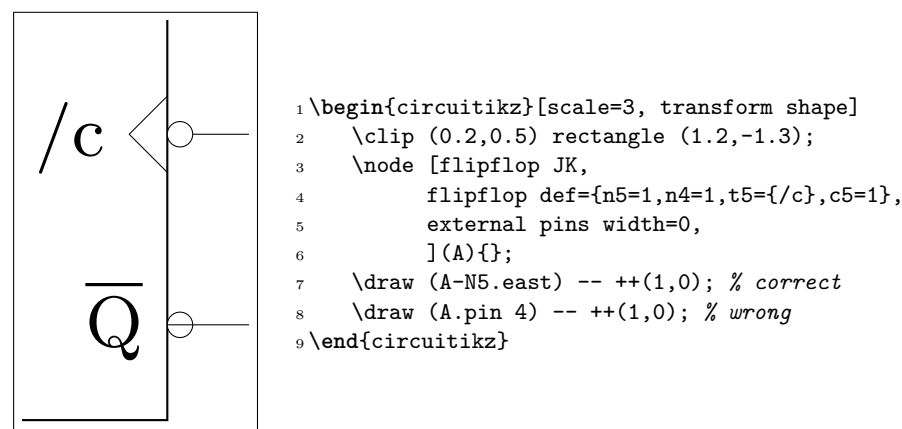 /c
Q
1 \begin{circuitikz}[scale=3, transform shape]
2     \clip (0.2,0.5) rectangle (1.2,-1.3);
3     \node [flipflop JK,
4            flipflop def={n5=1,n4=1,t5={/c},c5=1},
5            external pins width=0,
6            ](A){};
7     \draw (A-N5.east) -- ++(1,0); % correct
8     \draw (A.pin 4) -- ++(1,0); % wrong
9 \end{circuitikz}